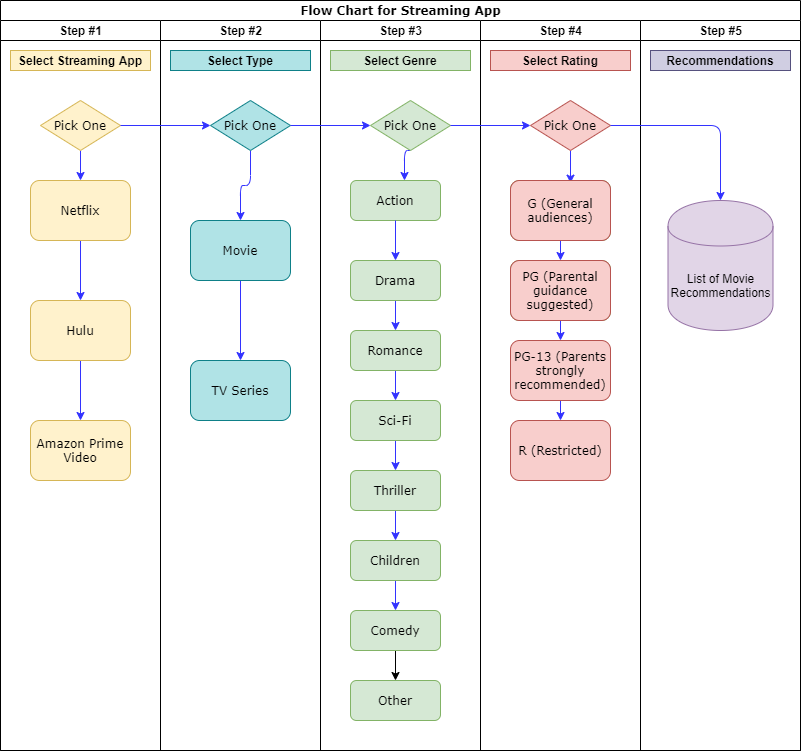 Flow Chart for Streaming App
Step #1
Step #2
Step #3
Step #4
Step #5
Select Streaming App
Select Type
Select Genre
Select Rating
Recommendations
Pick One
Pick One
Pick One
Pick One
Netflix
Hulu
Amazon Prime
Video
Movie
TV Series
Action
Drama
Romance
Sci-Fi
Thriller
Children
Comedy
Other
G (General
audiences)
PG (Parental
guidance
suggested)
PG-13 (Parents
strongly
recommended)
R (Restricted)
List of Movie
Recommendations